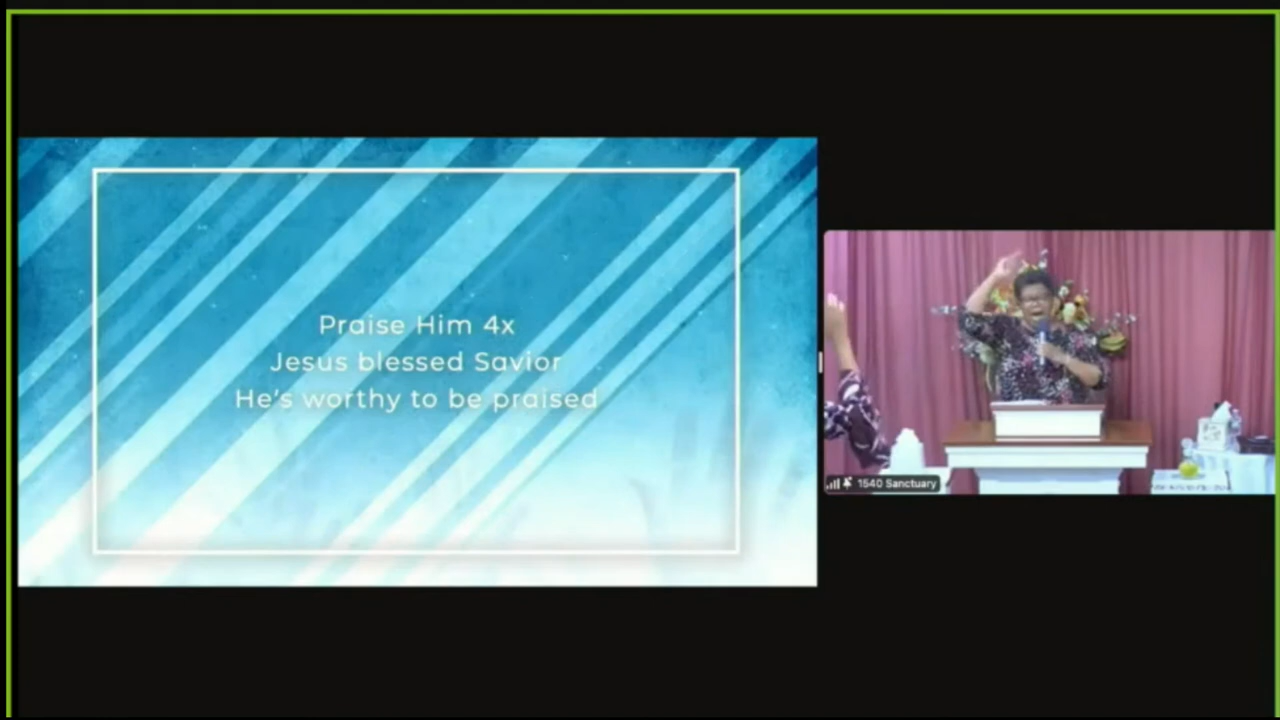 Praise Him 4x
Jesus blessed Savior
He's worthy to be praised
1540 Sanctuary